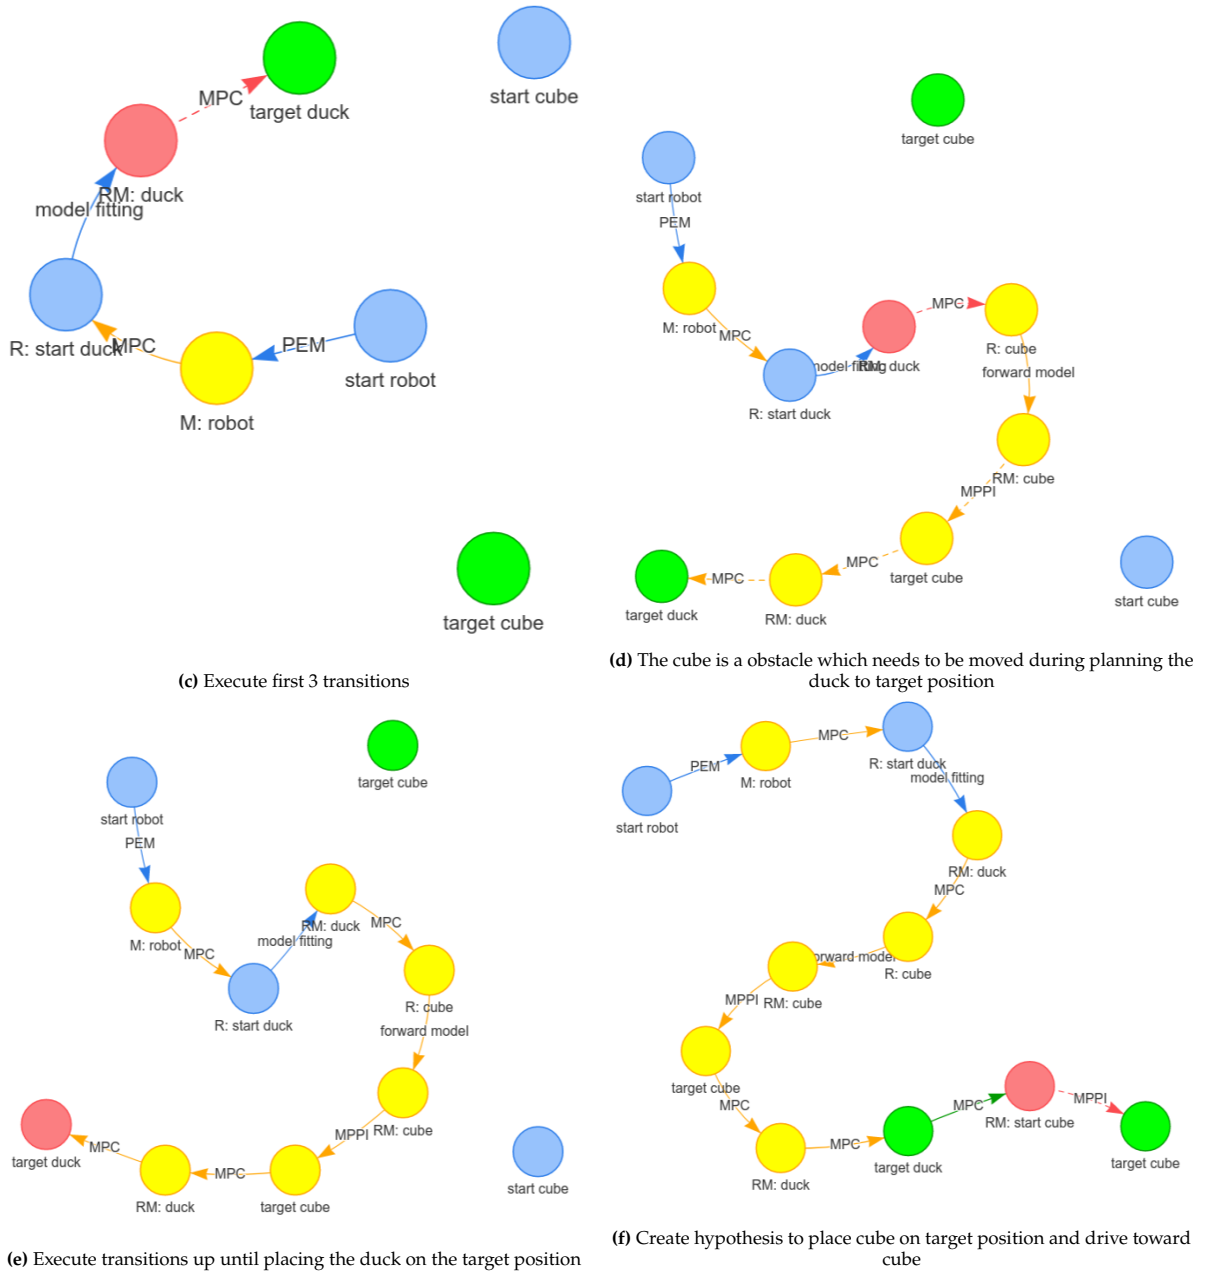 MPC
target duck
start cube
RM: duck
model fitting
R: start duck
MPC
PEM
start robot
M: robot
target cube
(c) Execute first 3 transitions
target cube
start robot
PEM
M: robot
MPC
MPC
R: cube
model fitting
RM: duck
forward model
R: start duck
RM: cube
MPPI
MPC
target cube
MPC
target duck
RM: duck
start cube
(d) The cube is a obstacle which needs to be moved during planning the
duck to target position
target cube
start robot
PEM
RM: duck
MPC
M: robot
MPC
model fitting
R: cube
R: start duck
forward model
RM: cube
MPPI
MPC
target duck
MPC
RM: duck
target cube
start cube
(e) Execute transitions up until placing the duck on the target position
MPC
PEM
R: start duck
M: robot
model fitting
start robot
RM: duck
MPC
forward model
R: cube
MPPI
RM: cube
target cube
MPC
MPC
MPPI
RM: start cube
MPC
target duck
target cube
RM: duck
(f) Create hypothesis to place cube on target position and drive toward
cube